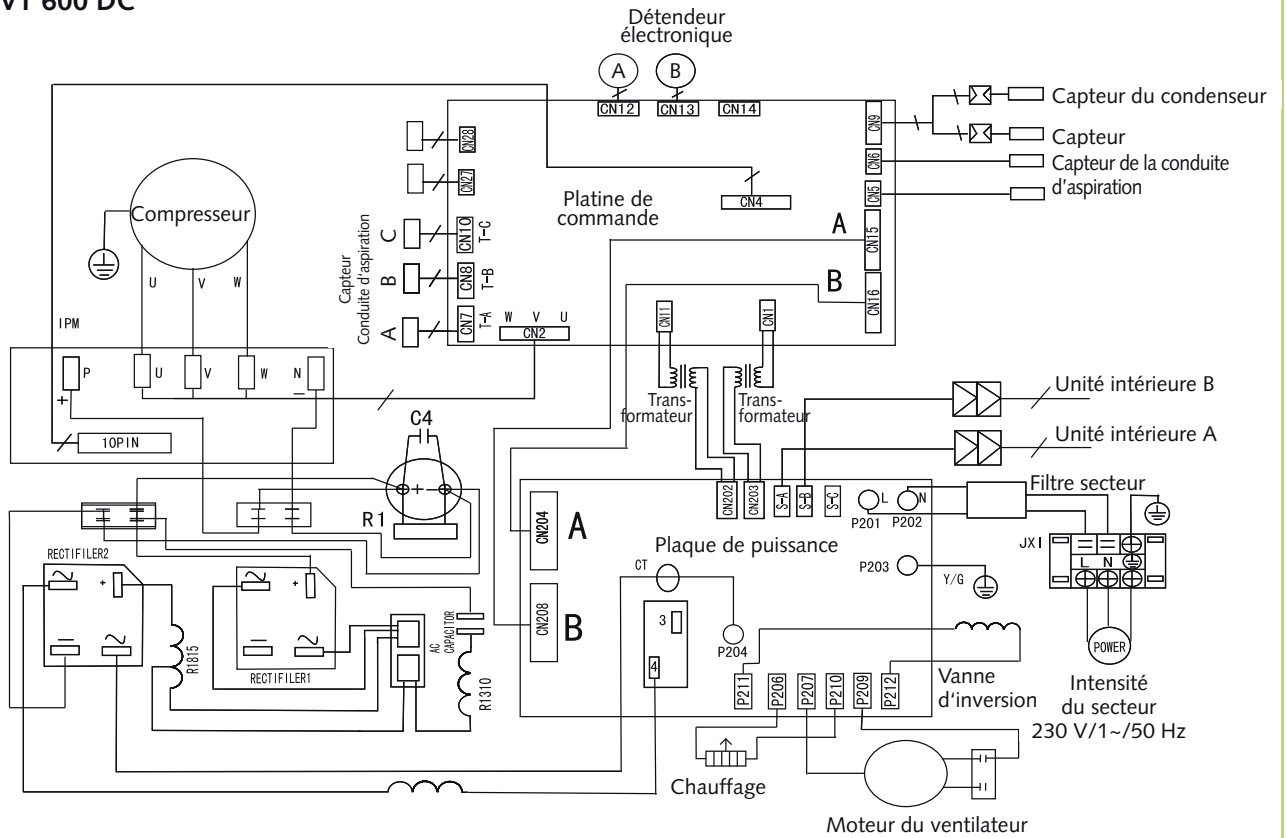 VT 600 DC
Détendeur
électronique
A
B
CN12
CN13
CN14
CN9
Capteur du condenseur
Capteur
CN6
Capteur de la conduite
d'aspiration
CN5
CN28
CN27
Platine de
commande
CN4
Compresseur
C
CN10
T-C
A
CN15
Capteur
Conduite d'aspiration
B
CN8
T-B
B
CN16
U
V
W
A
CN7
T-A
W V U
CN2
CN11
CN1
IPM
P
U
V
W
N
+
−
10PIN
Trans-
formateur
Trans-
formateur
Unité intérieure B
Unité intérieure A
C4
+
−
R1
CN202
CN203
S-A
S-B
S-C
L
N
P201
P202
Filtre secteur
JX1
L N
CN204
A
Plaque de puissance
P203
Y/G
RECTIFILER2
+
RECTIFILER1
+
CT
3
4
P204
CN208
B
AC
CAPACITOR
R1815
R1310
P211
P206
P207
P210
P209
P212
Vanne
d'inversion
POWER
Intensité
du secteur
230 V/1~/50 Hz
Chauffage
Moteur du ventilateur